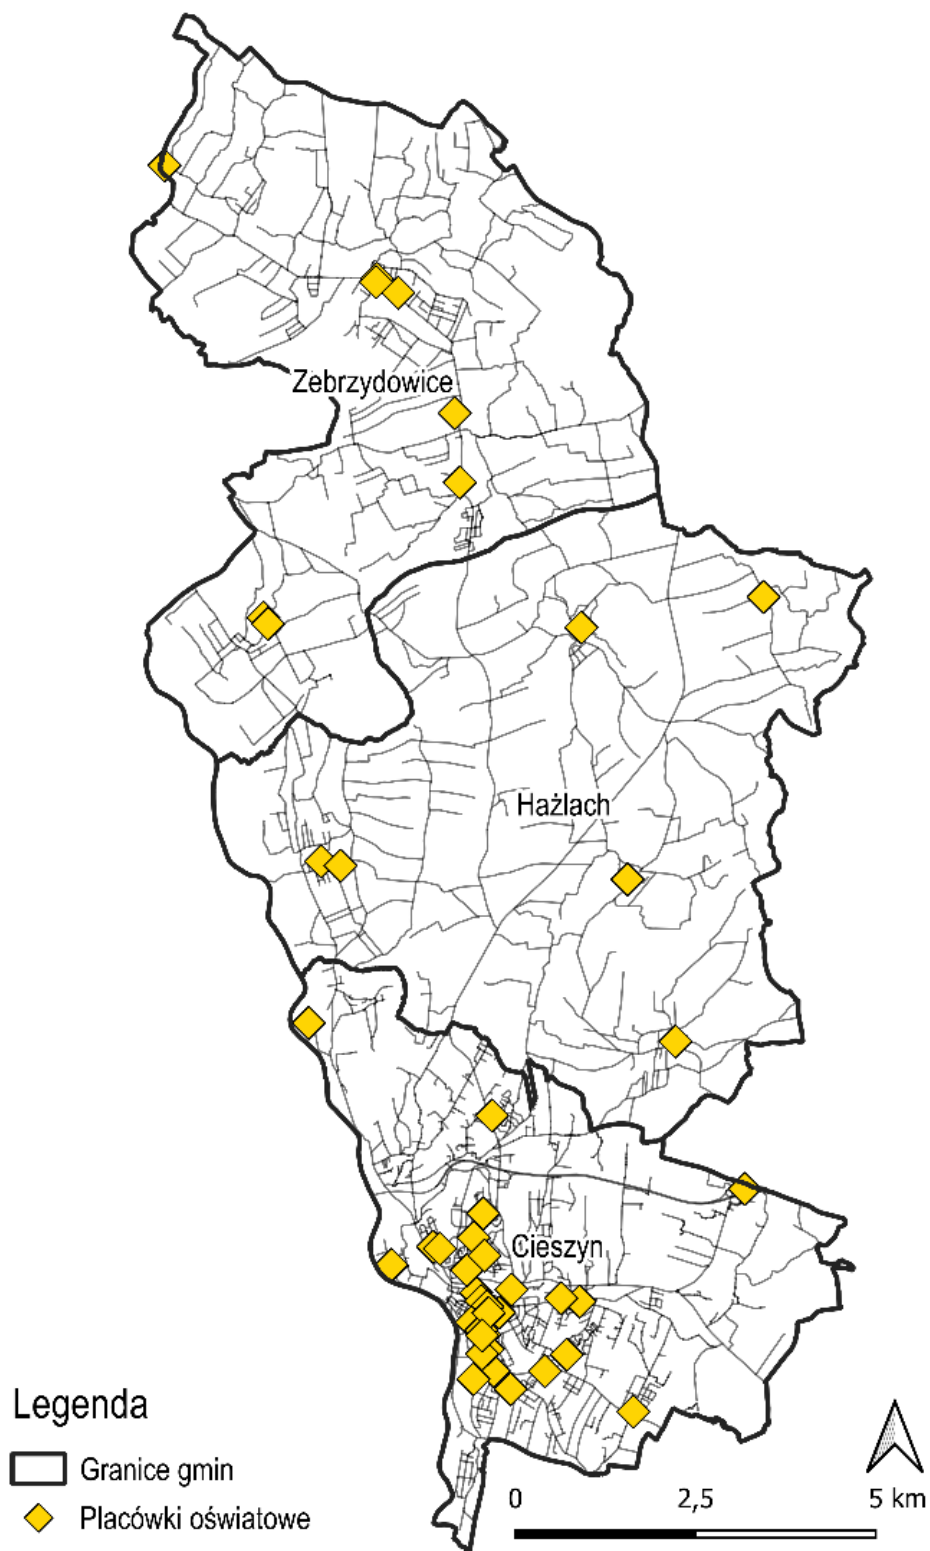 Zebrzydowice
Hażlach
Cieszyn
Legenda
Granice gmin
Placówki oświatowe
0 2,5 5 km